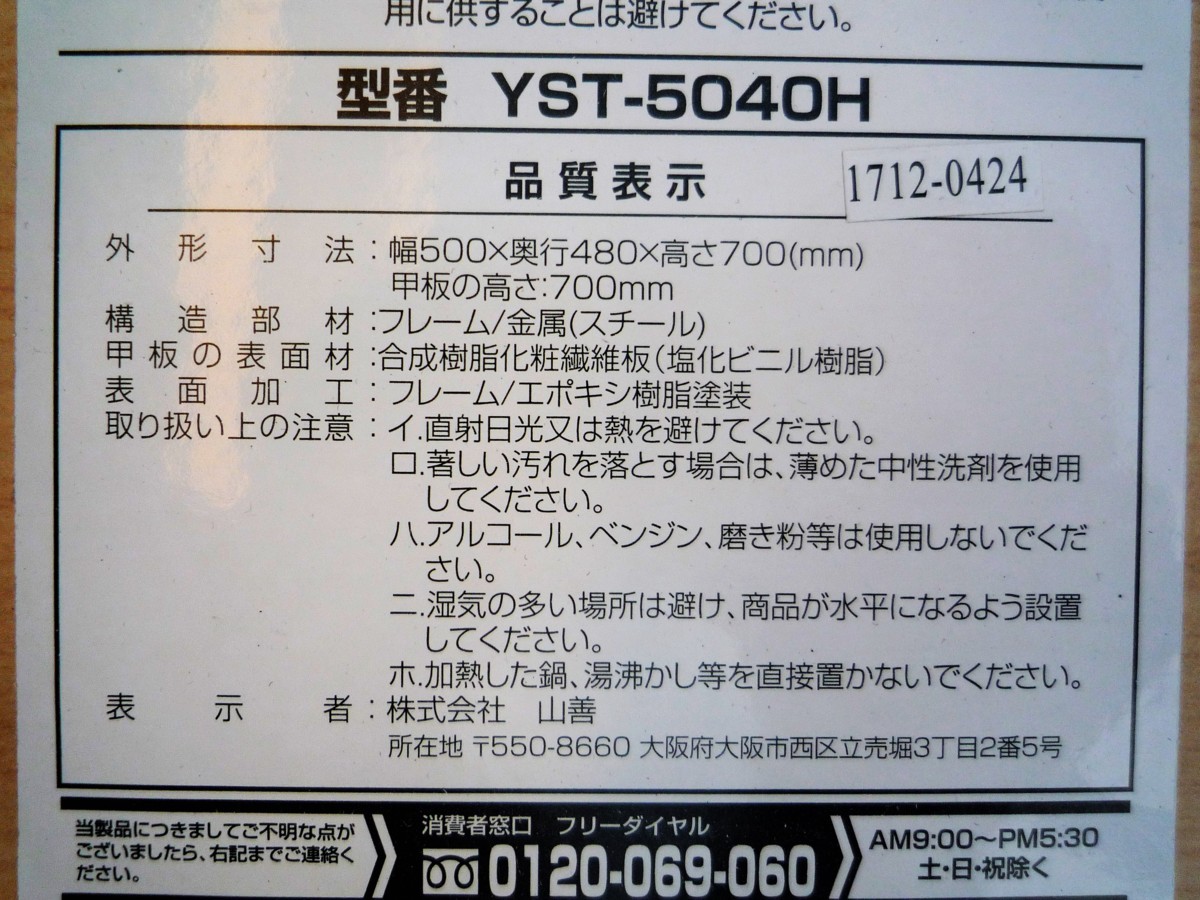 用に供することは避けてください。
型番 YST-5040H
品質表示
1712-0424
外形寸法：幅500×奥行480×高さ700(mm)
甲板の高さ：700mm
構造部材：フレーム/金属(スチール)
甲板の表面材：合成樹脂化粧繊維板(塩化ビニル樹脂)
表面加工：フレーム/エポキシ樹脂塗装
取り扱い上の注意：イ.直射日光又は熱を避けてください。
ロ.著しい汚れを落とす場合は、薄めた中性洗剤を使用
してください。
ハ.アルコール、ベンジン、磨き粉等は使用しないでくだ
さい。
ニ.湿気の多い場所は避け、商品が水平になるよう設置
してください。
ホ.加熱した鍋、湯沸かし等を直接置かないでください。
表示者：株式会社 山善
所在地 〒550-8660 大阪府大阪市西区立売堀3丁目2番5号
当製品につきましてご不明な点が
ございましたら、右記までご連絡く
ださい。
消費者窓口 フリーダイヤル
0120-069-060
AM9:00～PM5:30
土・日・祝除く